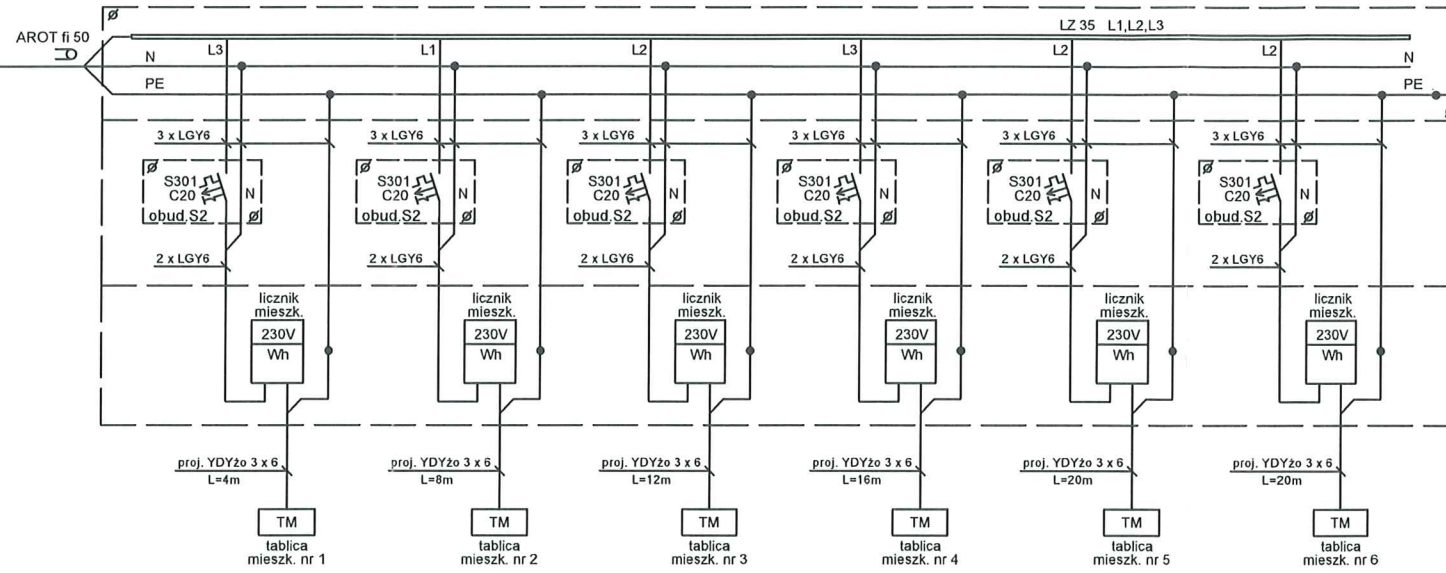 Ø
LZ 35 L1,L2,L3
AROT fi 50
L3 L1 L2 L3 L2 L2
N N
PE PE
3 x LGY6 3 x LGY6 3 x LGY6 3 x LGY6 3 x LGY6 3 x LGY6
Ø Ø Ø Ø Ø Ø
S301 S301 S301 S301 S301 S301
C20 N C20 N C20 N C20 N C20 N C20 N
obud.S2 Ø obud.S2 Ø obud.S2 Ø obud.S2 Ø obud.S2 Ø obud.S2 Ø
2 x LGY6 2 x LGY6 2 x LGY6 2 x LGY6 2 x LGY6 2 x LGY6
licznik licznik licznik licznik licznik licznik
mieszk. mieszk. mieszk. mieszk. mieszk. mieszk.
230V 230V 230V 230V 230V 230V
Wh Wh Wh Wh Wh Wh
proj. YDYżo 3 x 6 proj. YDYżo 3 x 6 proj. YDYżo 3 x 6 proj. YDYżo 3 x 6 proj. YDYżo 3 x 6 proj. YDYżo 3 x 6
L=4m L=8m L=12m L=16m L=20m L=20m
TM TM TM TM TM TM
tablica tablica tablica tablica tablica tablica
mieszk. nr 1 mieszk. nr 2 mieszk. nr 3 mieszk. nr 4 mieszk. nr 5 mieszk. nr 6